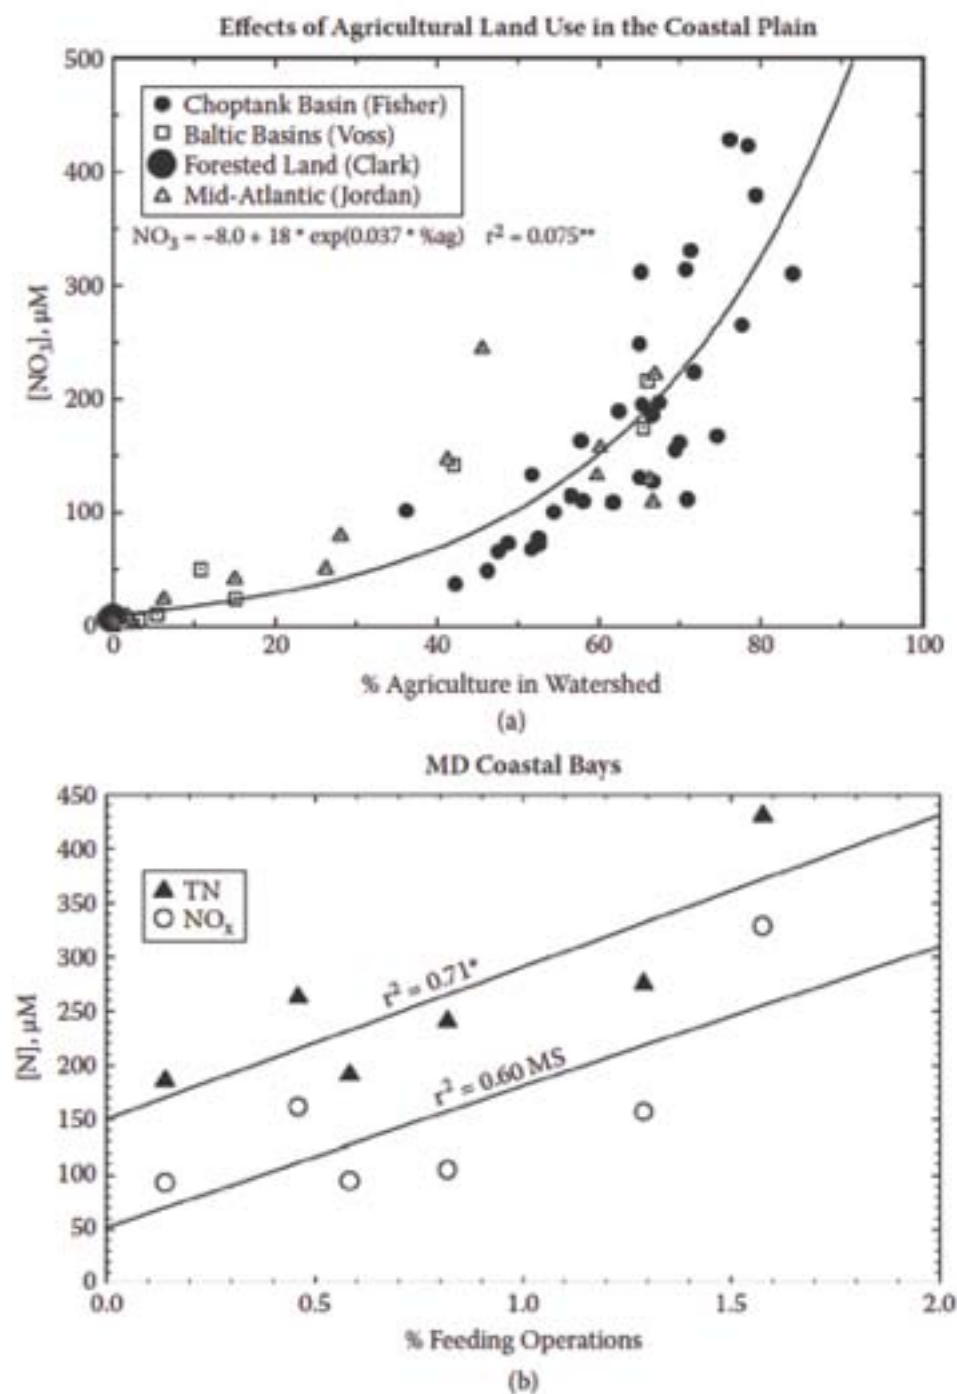 Effects of Agricultural Land Use in the Coastal Plain
500
400
300
200
100
0
[NO₃], μM
Choptank Basin (Fisher)
Baltic Basins (Voss)
Forested Land (Clark)
Mid-Atlantic (Jordan)
NO₃ = −8.0 + 18 * exp(0.037 * %ag) r² = 0.075**
0 20 40 60 80 100
% Agriculture in Watershed
(a)
MD Coastal Bays
450
400
350
300
250
200
150
100
50
0
[N], μM
TN
NOₓ
r² = 0.71*
r² = 0.60 MS
0.0 0.5 1.0 1.5 2.0
% Feeding Operations
(b)